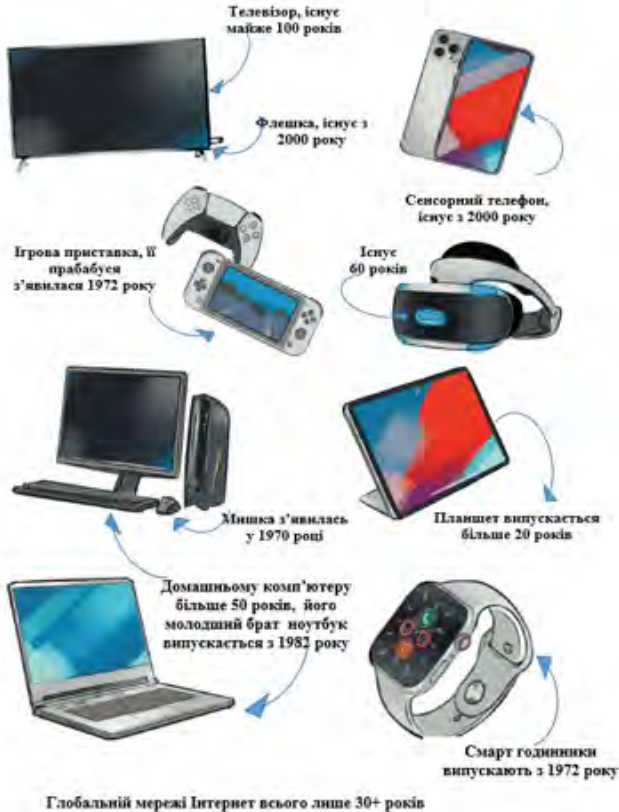 Телевізор, існує
майже 100 років
Флешка, існує з
2000 року
Сенсорний телефон,
існує з 2000 року
Ігрова приставка, її
прабабуся
з’явилася 1972 року
Існує
60 років
Мишка з’явилась
у 1970 році
Планшет випускається
більше 20 років
Домашньому комп’ютеру
більше 50 років, його
молодший брат ноутбук
випускається з 1982 року
Смарт годинники
випускають з 1972 року
Глобальній мережі Інтернет всього лише 30+ років